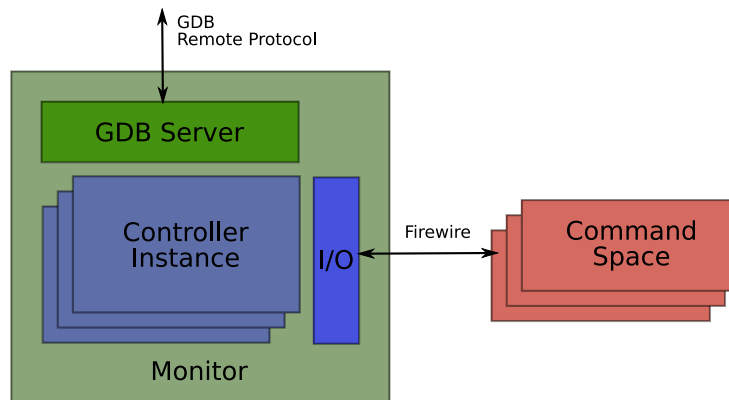 GDB
Remote Protocol
GDB Server
Controller
Instance
I/O
Firewire
Command
Space
Monitor